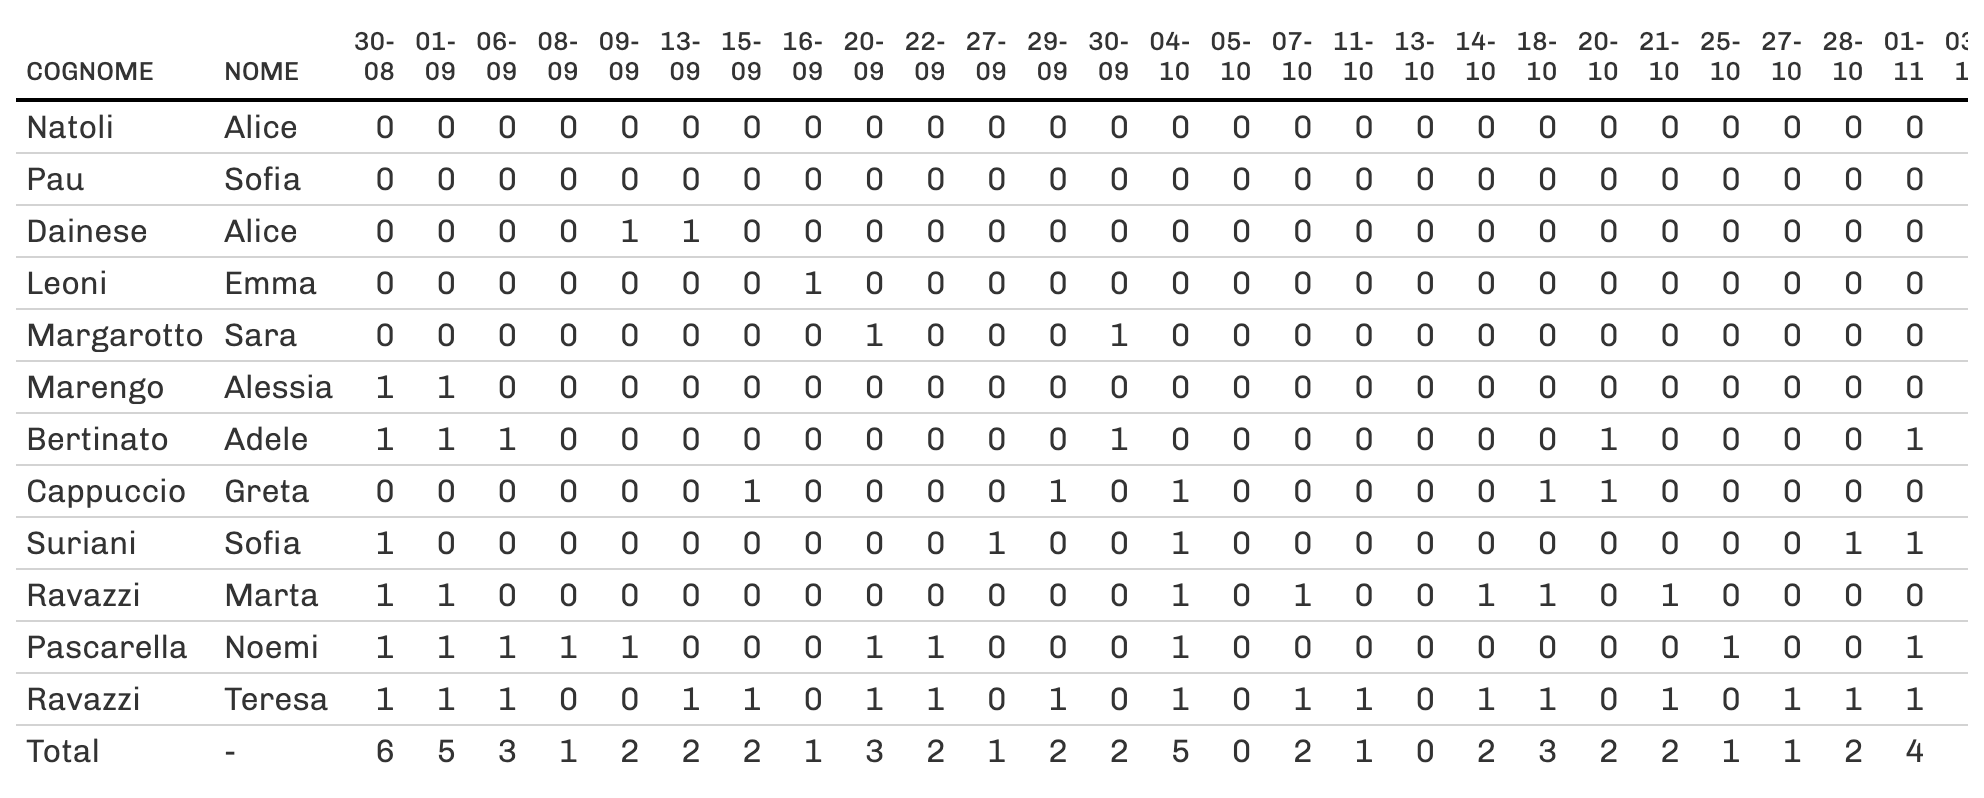 30- 01- 06- 08- 09- 13- 15- 16- 20- 22- 27- 29- 30- 04- 05- 07- 11- 13- 14- 18- 20- 21- 25- 27- 28- 01- 03
COGNOME NOME 08 09 09 09 09 09 09 09 09 09 09 09 09 10 10 10 10 10 10 10 10 10 10 10 10 11 1
Natoli Alice 0 0 0 0 0 0 0 0 0 0 0 0 0 0 0 0 0 0 0 0 0 0 0 0 0 0
Pau Sofia 0 0 0 0 0 0 0 0 0 0 0 0 0 0 0 0 0 0 0 0 0 0 0 0 0 0
Dainese Alice 0 0 0 0 1 1 0 0 0 0 0 0 0 0 0 0 0 0 0 0 0 0 0 0 0 0
Leoni Emma 0 0 0 0 0 0 0 1 0 0 0 0 0 0 0 0 0 0 0 0 0 0 0 0 0 0
Margarotto Sara 0 0 0 0 0 0 0 0 1 0 0 0 1 0 0 0 0 0 0 0 0 0 0 0 0 0
Marengo Alessia 1 1 0 0 0 0 0 0 0 0 0 0 0 0 0 0 0 0 0 0 0 0 0 0 0 0
Bertinato Adele 1 1 1 0 0 0 0 0 0 0 0 0 1 0 0 0 0 0 0 0 1 0 0 0 0 1
Cappuccio Greta 0 0 0 0 0 0 1 0 0 0 0 1 0 1 0 0 0 0 0 1 1 0 0 0 0 0
Suriani Sofia 1 0 0 0 0 0 0 0 0 0 1 0 0 1 0 0 0 0 0 0 0 0 0 0 1 1
Ravazzi Marta 1 1 0 0 0 0 0 0 0 0 0 0 0 1 0 1 0 0 1 1 0 1 0 0 0 0
Pascarella Noemi 1 1 1 1 1 0 0 0 1 1 0 0 0 1 0 0 0 0 0 0 0 0 1 0 0 1
Ravazzi Teresa 1 1 1 0 0 1 1 0 1 1 0 1 0 1 0 1 1 0 1 1 0 1 0 1 1 1
Total - 6 5 3 1 2 2 2 1 3 2 1 2 2 5 0 2 1 0 2 3 2 2 1 1 2 4